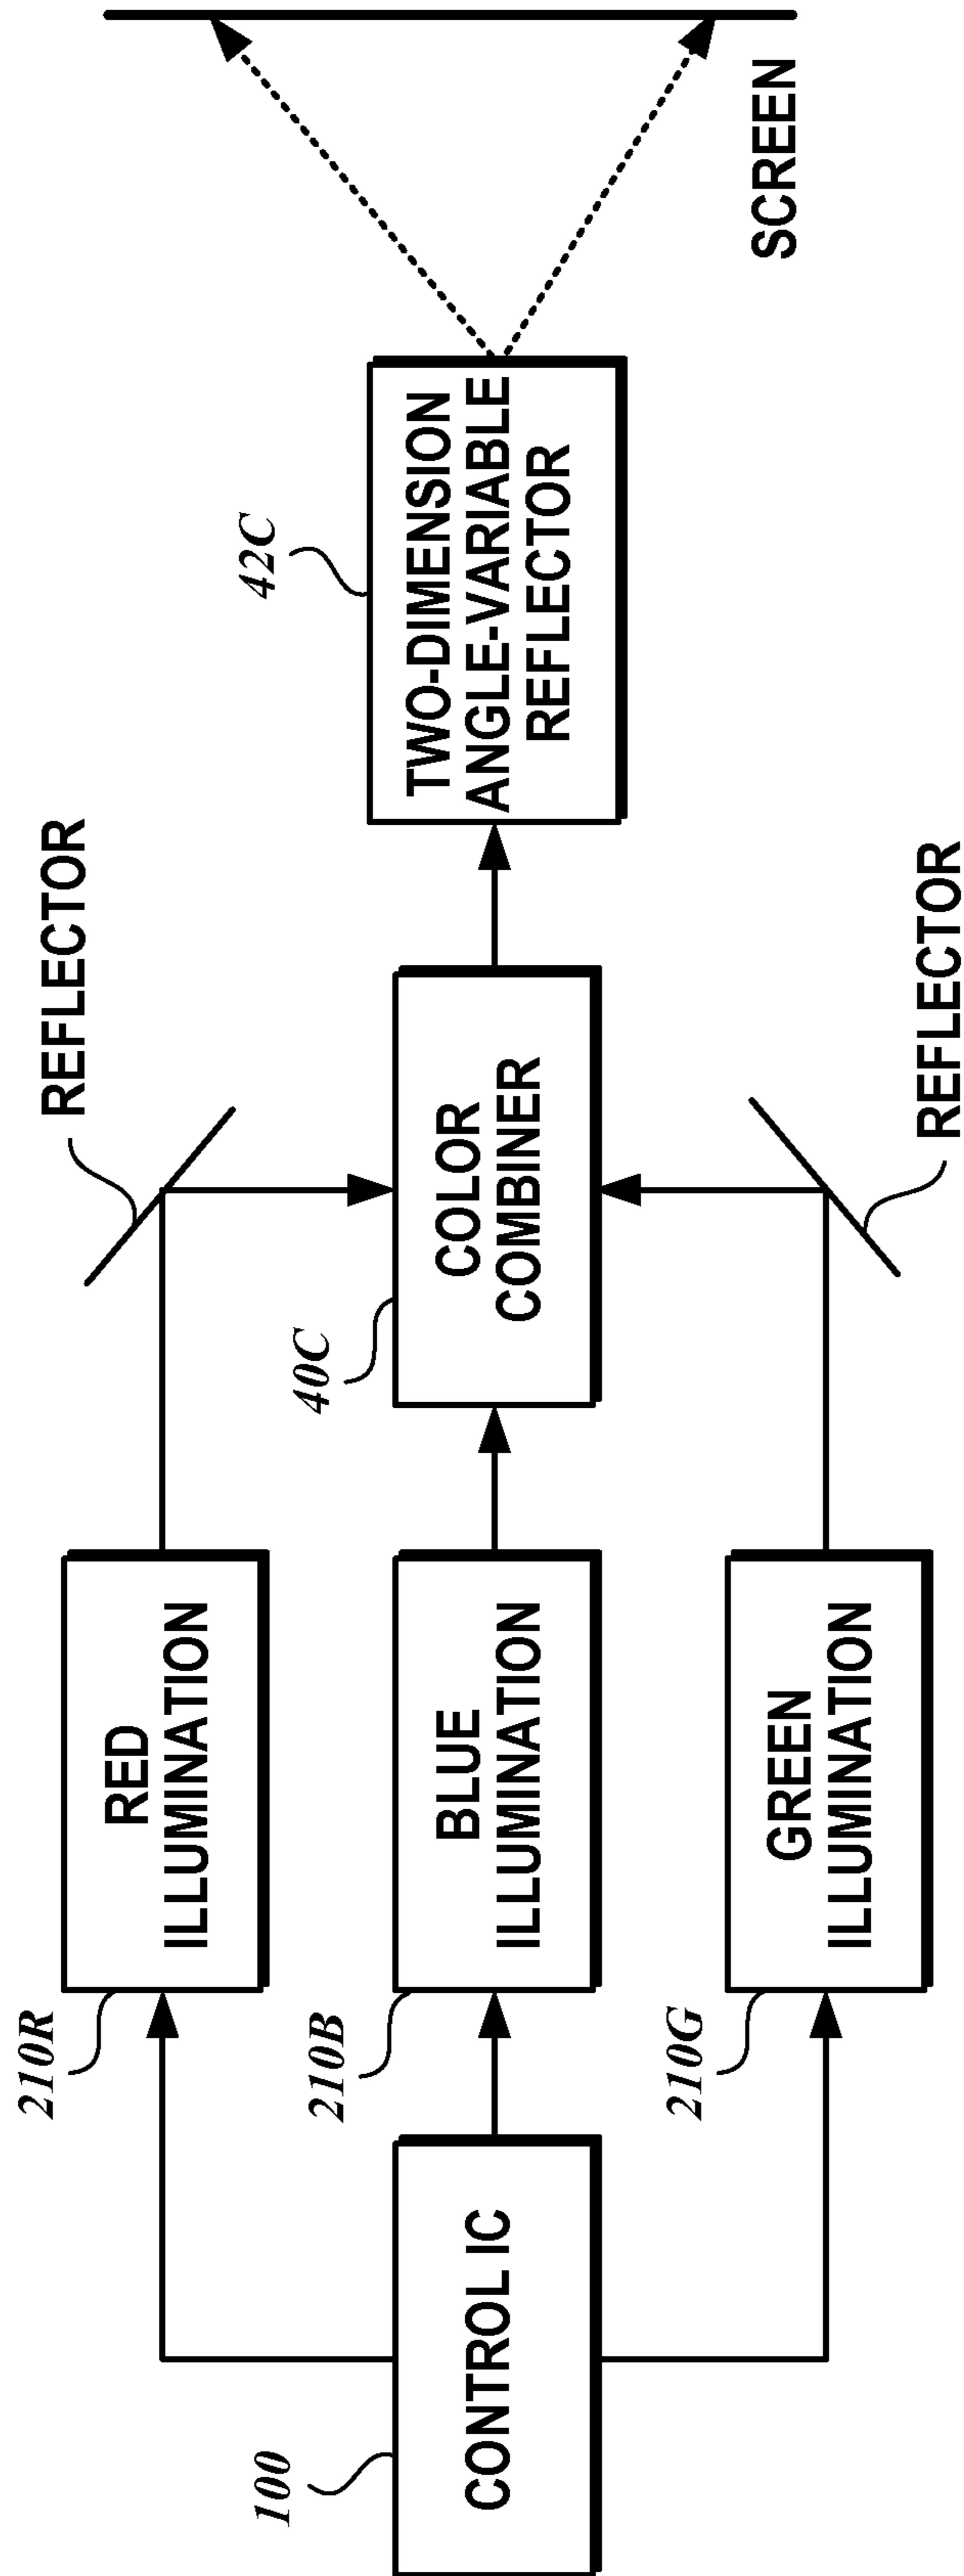 100
CONTROL IC
210R
RED
ILLUMINATION
210B
BLUE
ILLUMINATION
210G
GREEN
ILLUMINATION
REFLECTOR
40C
COLOR
COMBINER
REFLECTOR
42C
TWO-DIMENSION
ANGLE-VARIABLE
REFLECTOR
SCREEN